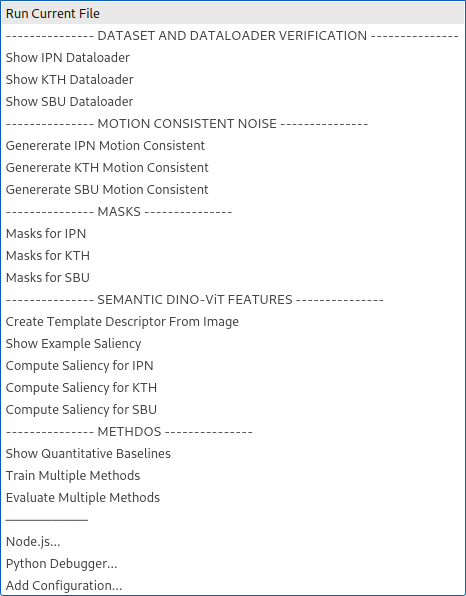 Run Current File
--------------- DATASET AND DATALOADER VERIFICATION ---------------
Show IPN Dataloader
Show KTH Dataloader
Show SBU Dataloader
--------------- MOTION CONSISTENT NOISE ---------------
Genererate IPN Motion Consistent
Genererate KTH Motion Consistent
Genererate SBU Motion Consistent
--------------- MASKS ---------------
Masks for IPN
Masks for KTH
Masks for SBU
--------------- SEMANTIC DINO-ViT FEATURES ---------------
Create Template Descriptor From Image
Show Example Saliency
Compute Saliency for IPN
Compute Saliency for KTH
Compute Saliency for SBU
--------------- METHDOS ---------------
Show Quantitative Baselines
Train Multiple Methods
Evaluate Multiple Methods
──────────
Node.js...
Python Debugger...
Add Configuration...